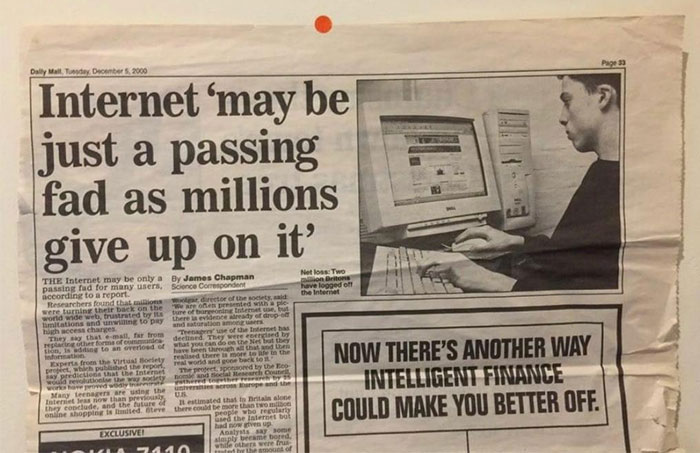 Daily Mail, Tuesday, December 5, 2000
Page 33
Internet 'may be
just a passing
fad as millions
give up on it'
THE Internet may be only a
passing fad for many users,
according to a report.
Researchers found that millions
were turning their back on the
world wide web, frustrated by its
limitations and unwilling to pay
high access charges.
They say that e-mail, far from
replacing other forms of communica-
tion, is adding to an overload of
information.
Experts from the Virtual Society
project, which published the report,
say predictions that the Internet
would revolutionise the way society
works have proved wildly inaccurate.
Many teenagers are using the
Internet less now than previously,
they conclude, and the future of
online shopping is limited. Steve
By James Chapman
Science Correspondent
Woolgar, director of the society, said:
'We are often presented with a pic-
ture of burgeoning Internet use, but
there is evidence already of drop-off
and saturation among users.
'Teenagers' use of the Internet has
declined. They were energised by
what you can do on the Net but they
have been through all that and then
realised there is more to life in the
real world and gone back to it.'
The project, sponsored by the Eco-
nomic and Social Research Council,
gathered together research by 25
universities across Europe and the
U.S.
It estimated that in Britain alone
there could be more than two million
people who regularly
used the Internet but
had now given up.
Analysts say some
simply became bored,
while others were frus-
trated by the amount of
Net loss: Two
million Britons
have logged off
the Internet
DELL
EXCLUSIVE!
NOKIA 7110
NOW THERE'S ANOTHER WAY
INTELLIGENT FINANCE
COULD MAKE YOU BETTER OFF.